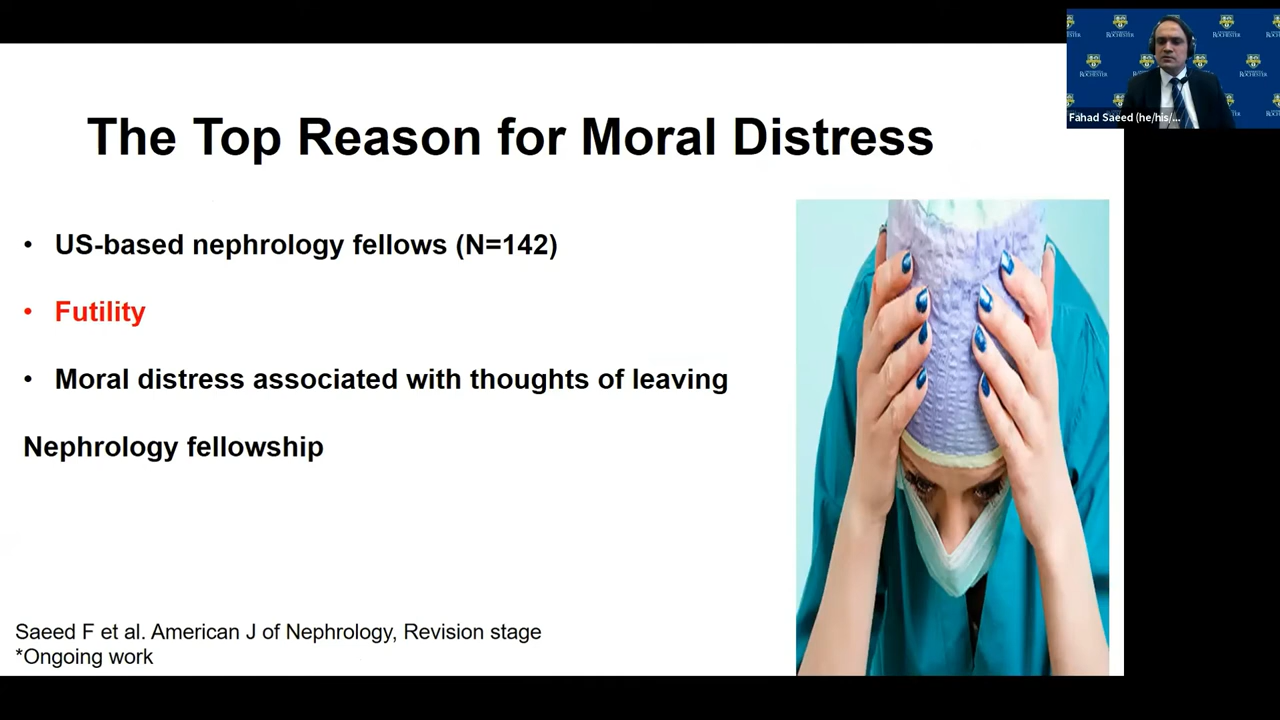 The Top Reason for Moral Distress
• US-based nephrology fellows (N=142)
• Futility
• Moral distress associated with thoughts of leaving
Nephrology fellowship
Saeed F et al. American J of Nephrology, Revision stage
*Ongoing work
Fahad Saeed (he/his/...
ROCHESTER